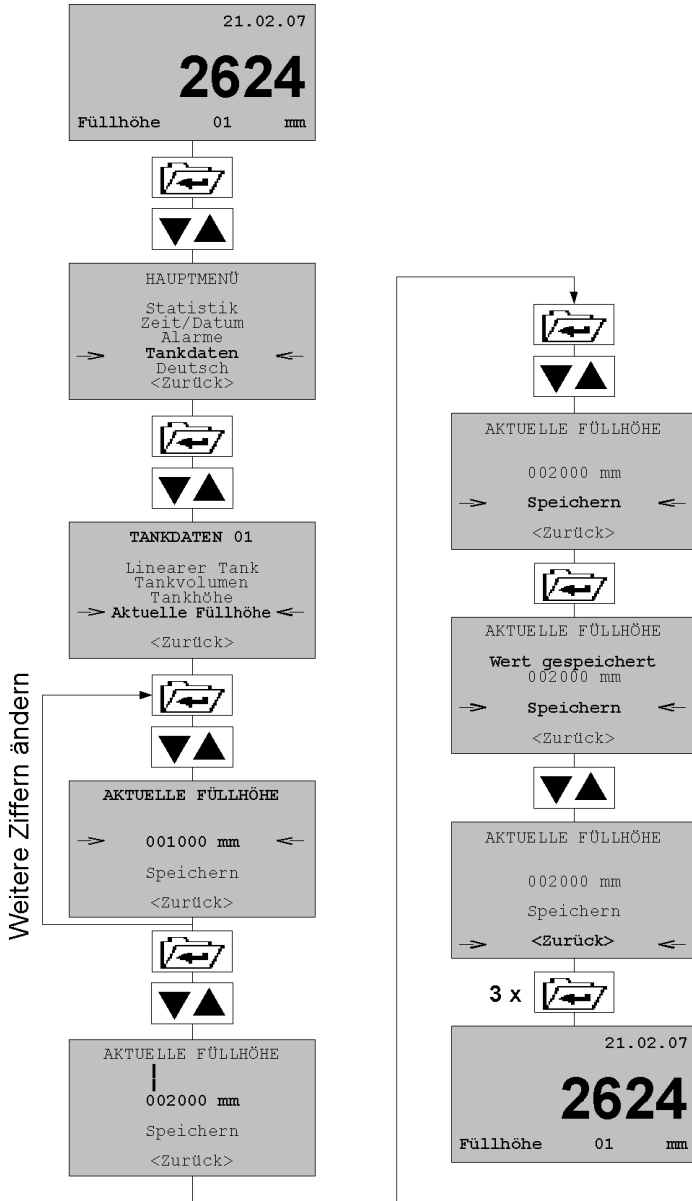 21.02.07
2624
Füllhöhe 01 mm
HAUPTMENÜ
Statistik
Zeit/Datum
Alarme
Tankdaten
Deutsch
<Zurück>
TANKDATEN 01
Linearer Tank
Tankvolumen
Tankhöhe
Aktuelle Füllhöhe
<Zurück>
Weitere Ziffern ändern
AKTUELLE FÜLLHÖHE
001000 mm
Speichern
<Zurück>
AKTUELLE FÜLLHÖHE
002000 mm
Speichern
<Zurück>
AKTUELLE FÜLLHÖHE
002000 mm
Speichern
<Zurück>
AKTUELLE FÜLLHÖHE
Wert gespeichert
002000 mm
Speichern
<Zurück>
AKTUELLE FÜLLHÖHE
002000 mm
Speichern
<Zurück>
3 x
21.02.07
2624
Füllhöhe 01 mm